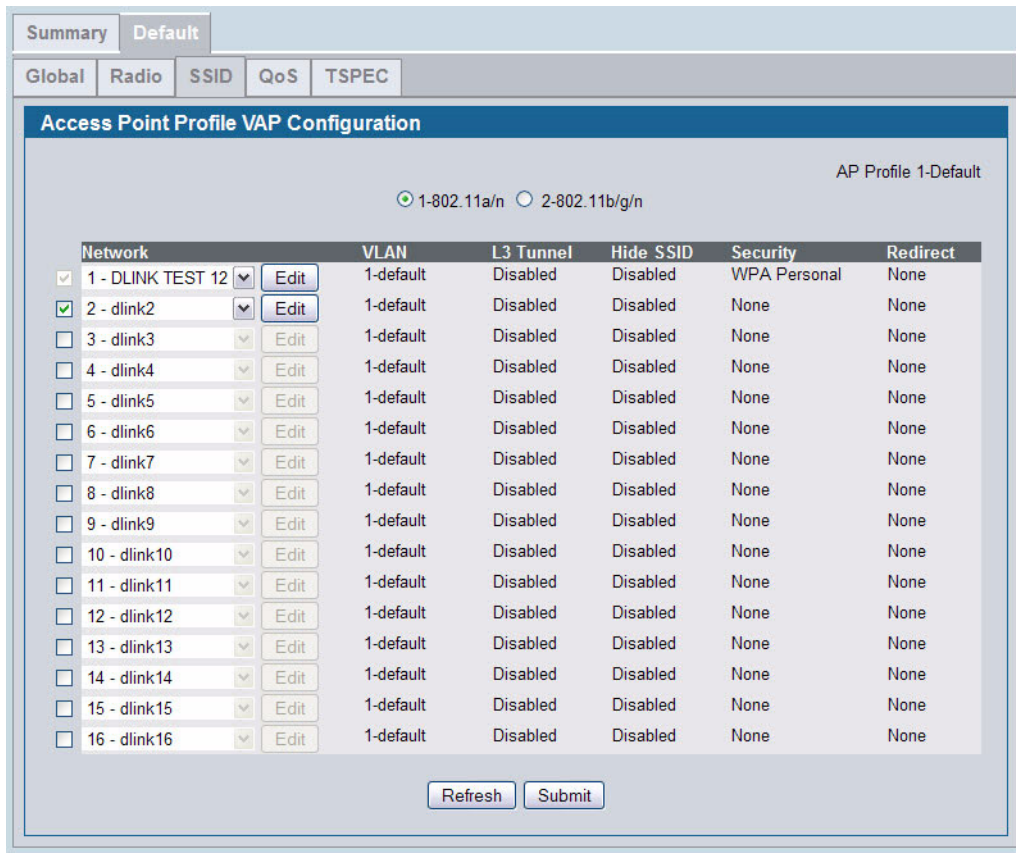 Summary Default
Global Radio SSID QoS TSPEC
Access Point Profile VAP Configuration
AP Profile 1-Default
1-802.11a/n 2-802.11b/g/n
Network VLAN L3 Tunnel Hide SSID Security Redirect
1 - DLINK TEST 12 Edit 1-default Disabled Disabled WPA Personal None
2 - dlink2 Edit 1-default Disabled Disabled None None
3 - dlink3 Edit 1-default Disabled Disabled None None
4 - dlink4 Edit 1-default Disabled Disabled None None
5 - dlink5 Edit 1-default Disabled Disabled None None
6 - dlink6 Edit 1-default Disabled Disabled None None
7 - dlink7 Edit 1-default Disabled Disabled None None
8 - dlink8 Edit 1-default Disabled Disabled None None
9 - dlink9 Edit 1-default Disabled Disabled None None
10 - dlink10 Edit 1-default Disabled Disabled None None
11 - dlink11 Edit 1-default Disabled Disabled None None
12 - dlink12 Edit 1-default Disabled Disabled None None
13 - dlink13 Edit 1-default Disabled Disabled None None
14 - dlink14 Edit 1-default Disabled Disabled None None
15 - dlink15 Edit 1-default Disabled Disabled None None
16 - dlink16 Edit 1-default Disabled Disabled None None
Refresh Submit